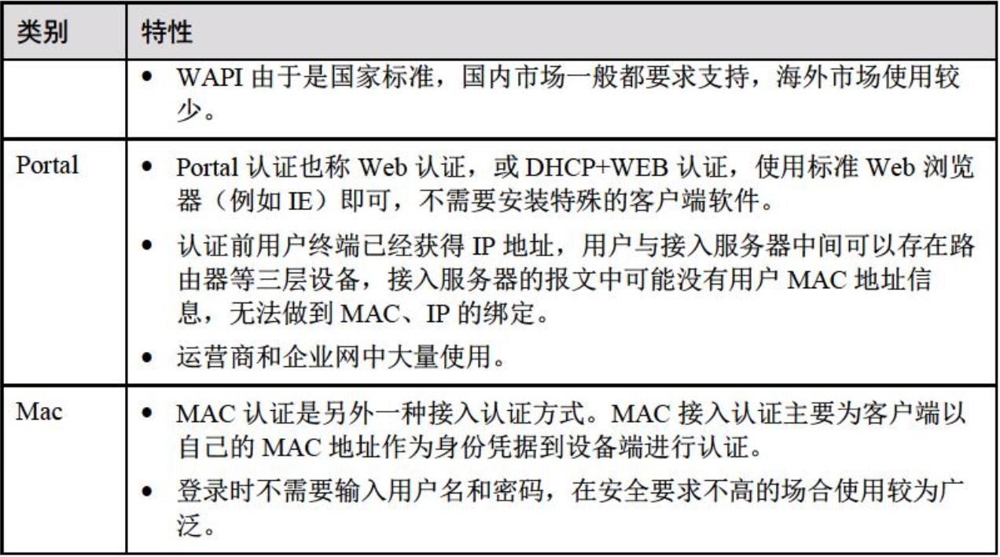 类别 特性
● WAPI 由于是国家标准，国内市场一般都要求支持，海外市场使用较
少。
Portal ● Portal 认证也称 Web 认证，或 DHCP+WEB 认证，使用标准 Web 浏览
器（例如 IE）即可，不需要安装特殊的客户端软件。
● 认证前用户终端已经获得 IP 地址，用户与接入服务器中间可以存在路
由器等三层设备，接入服务器的报文中可能没有用户 MAC 地址信
息，无法做到 MAC、IP 的绑定。
● 运营商和企业网中大量使用。
Mac ● MAC 认证是另外一种接入认证方式。MAC 接入认证主要为客户端以
自己的 MAC 地址作为身份凭据到设备端进行认证。
● 登录时不需要输入用户名和密码，在安全要求不高的场合使用较为广
泛。